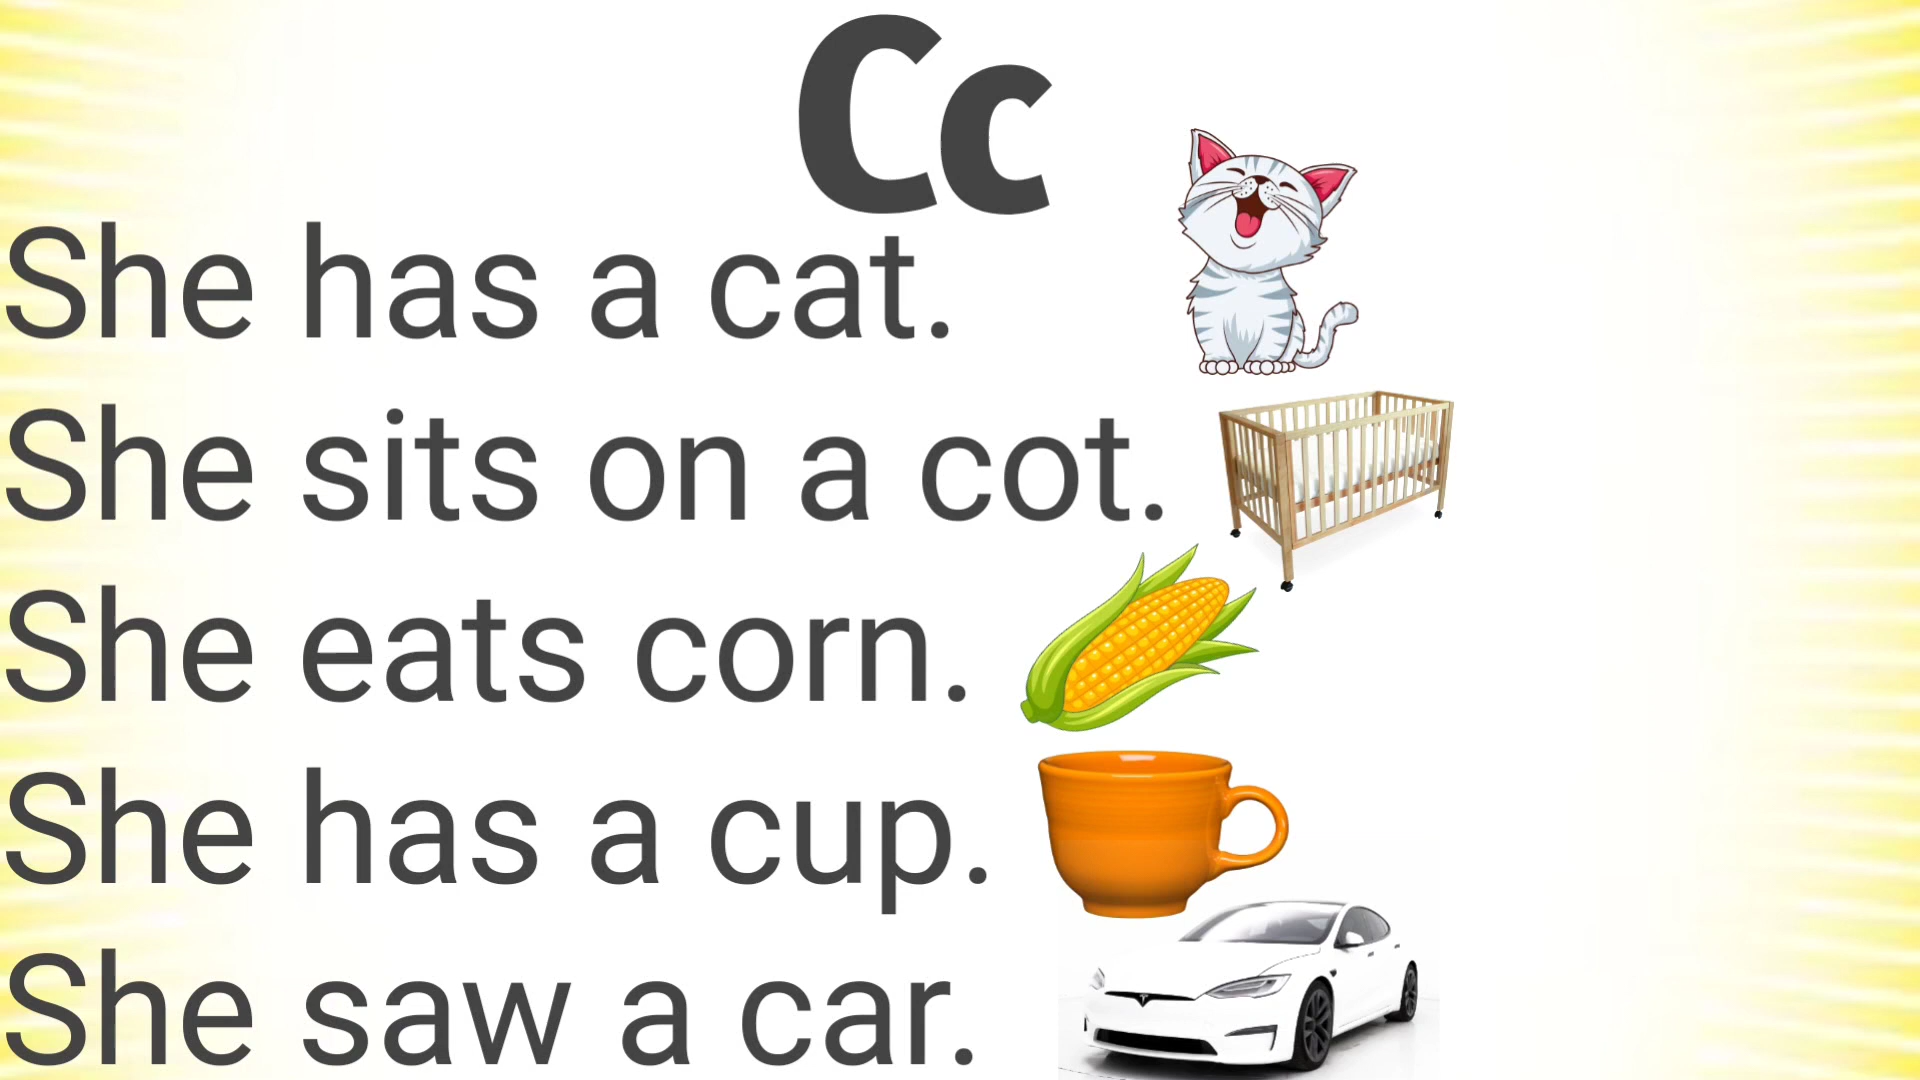 Cc
She has a cat.
She sits on a cot.
She eats corn.
She has a cup.
She saw a car.